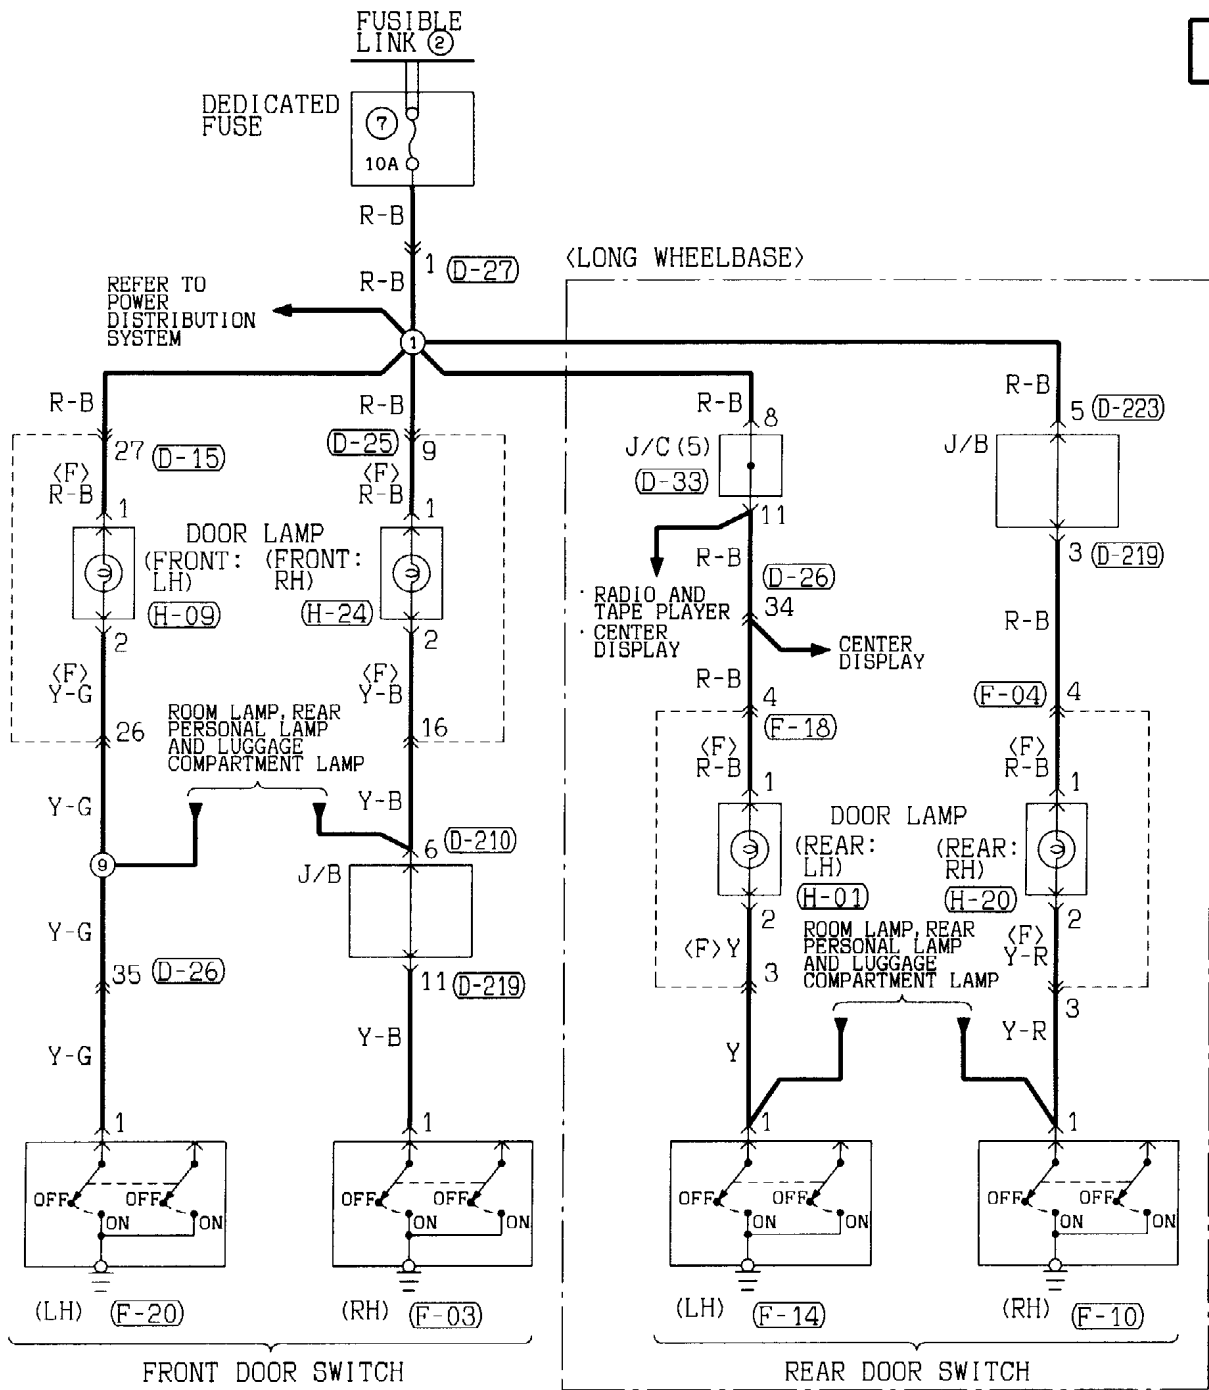 FUSIBLE
LINK ②
DEDICATED
FUSE
⑦
10A
R-B
1 (D-27)
R-B
<LONG WHEELBASE>
REFER TO
POWER
DISTRIBUTION
SYSTEM
①
R-B
R-B
R-B
R-B
27 (D-15)
(D-25) 9
8
5 (D-223)
J/C(5)
(D-33)
J/B
<F>
R-B
<F>
R-B
1
1
11
3 (D-219)
DOOR LAMP
(FRONT:
LH)
(FRONT:
RH)
(H-09)
(H-24)
R-B
(D-26)
34
· RADIO AND
TAPE PLAYER
· CENTER
DISPLAY
CENTER
DISPLAY
R-B
2
2
<F>
Y-G
<F>
Y-B
R-B
4
(F-18)
(F-04) 4
26
16
ROOM LAMP, REAR
PERSONAL LAMP
AND LUGGAGE
COMPARTMENT LAMP
<F>
R-B
<F>
R-B
1
1
Y-G
Y-B
DOOR LAMP
(REAR:
LH)
(REAR:
RH)
(H-01)
(H-20)
⑨
6 (D-210)
J/B
2
2
Y-G
<F>Y
<F>
Y-R
ROOM LAMP, REAR
PERSONAL LAMP
AND LUGGAGE
COMPARTMENT LAMP
35 (D-26)
11 (D-219)
3
3
Y-G
Y-B
Y
Y-R
1
1
1
1
OFF OFF
ON ON
OFF OFF
ON ON
OFF OFF
ON ON
OFF OFF
ON ON
(LH) (F-20)
(RH) (F-03)
(LH) (F-14)
(RH) (F-10)
FRONT DOOR SWITCH
REAR DOOR SWITCH